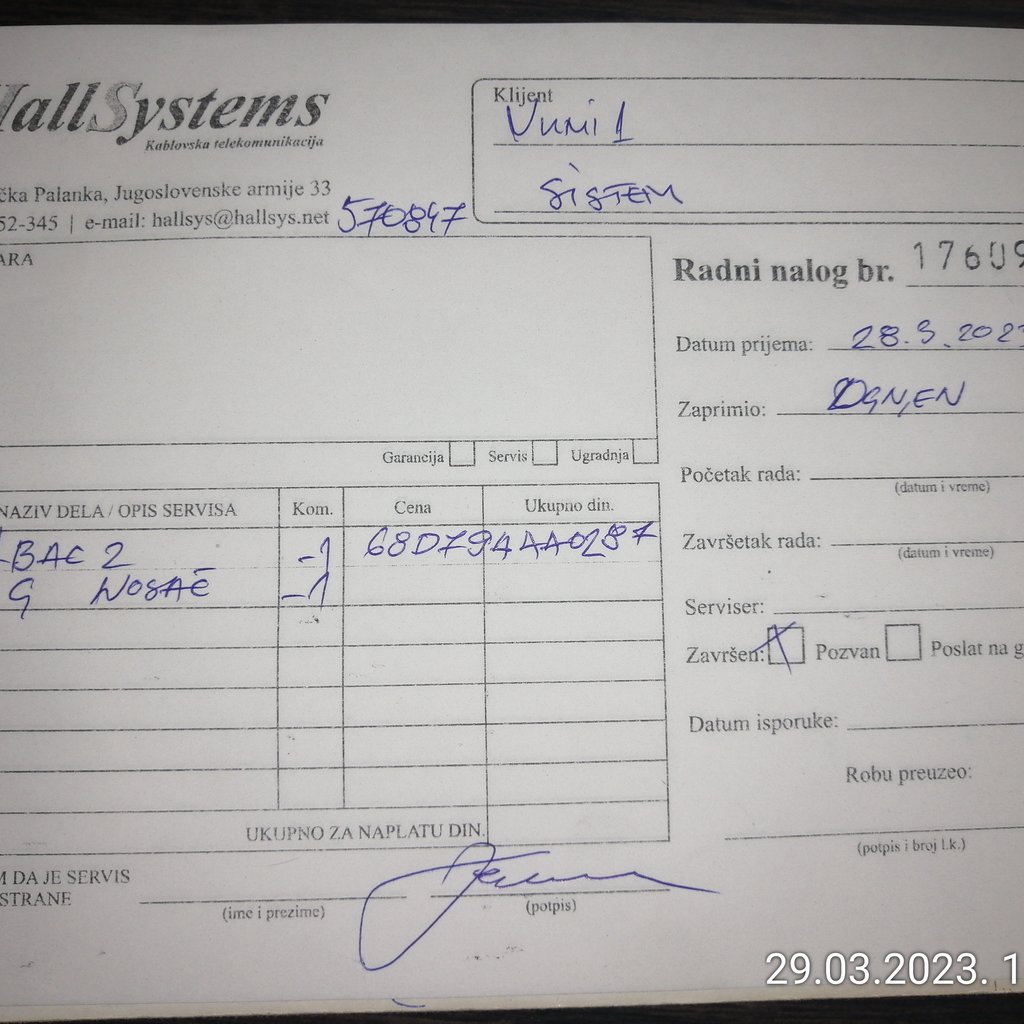 HallSystems
Kablovska telekomunikacija
čka Palanka, Jugoslovenske armije 33
52-345 | e-mail: hallsys@hallsys.net 570847
Klijent
Vumi 1
SISTEM
ARA
Garancija Servis Ugradnja
Radni nalog br. 17609
Datum prijema: 28.3.2023
Zaprimio: OGNJEN
Početak rada:
(datum i vreme)
Završetak rada:
(datum i vreme)
Serviser:
Završen: X Pozvan Poslat na g
Datum isporuke:
Robu preuzeo:
(potpis i broj l.k.)
NAZIV DELA / OPIS SERVISA Kom. Cena Ukupno din.
BAC 2 -1 68D794AA0287
G NOSAČ -1
UKUPNO ZA NAPLATU DIN.
M DA JE SERVIS
STRANE
(ime i prezime)
(potpis)
29.03.2023. 1